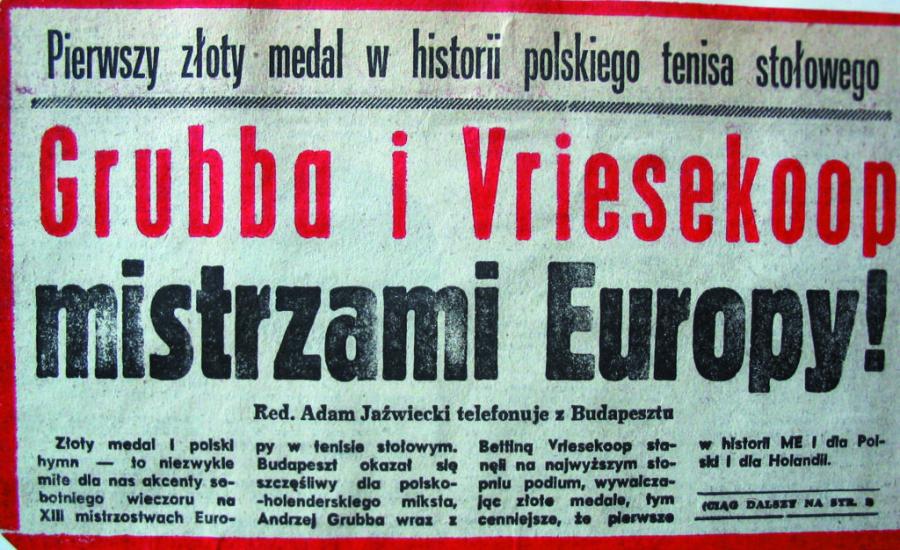 Pierwszy złoty medal w historii polskiego tenisa stołowego
Grubba i Vriesekoop
mistrzami Europy!
Red. Adam Jaźwiecki telefonuje z Budapesztu
Złoty medal i polski
hymn — to niezwykle
miłe dla nas akcenty so-
botniego wieczoru na
XIII mistrzostwach Euro-
py w tenisie stołowym.
Budapeszt okazał się
szczęśliwy dla polsko-
-holenderskiego miksta,
Andrzej Grubba wraz z
Bettiną Vriesekoop sta-
nęli na najwyższym sto-
pniu podium, wywalcza-
jąc złote medale, tym
cenniejsze, że pierwsze
w historii ME i dla Pol-
ski i dla Holandii.
(CIĄG DALSZY NA STR. 8